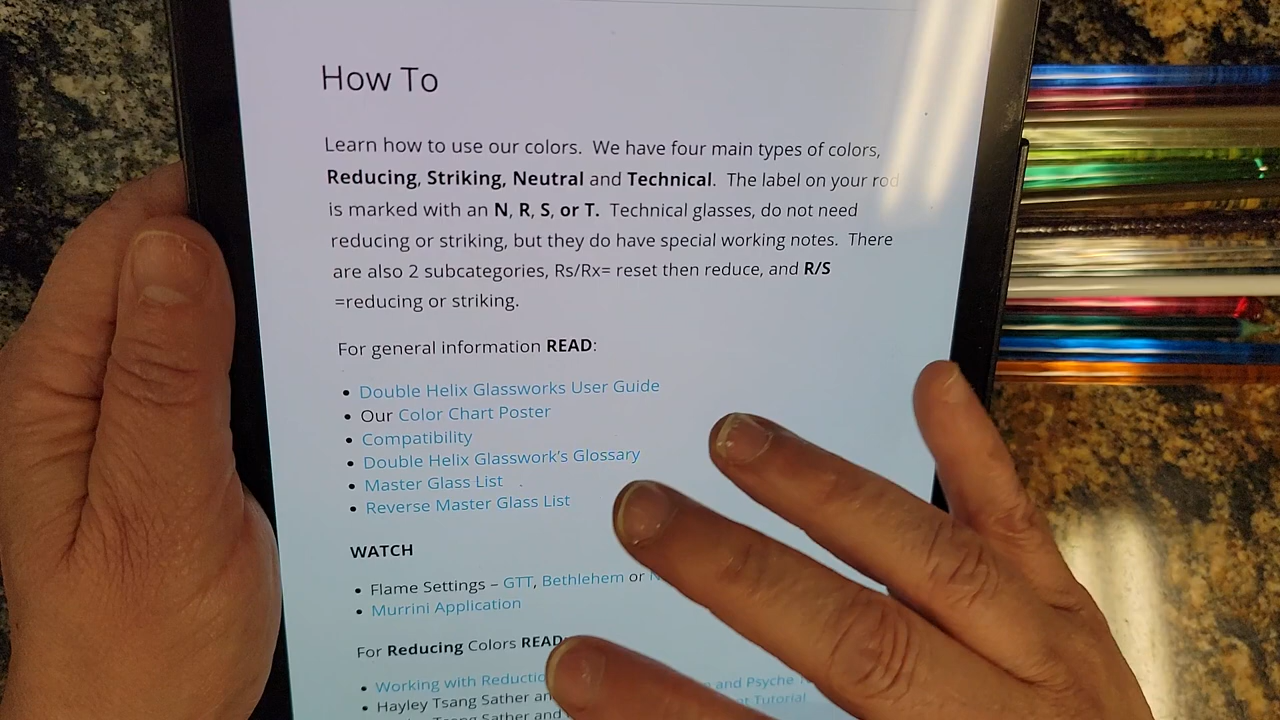 How To
Learn how to use our colors. We have four main types of colors,
Reducing, Striking, Neutral and Technical. The label on your rod
is marked with an N, R, S, or T. Technical glasses, do not need
reducing or striking, but they do have special working notes. There
are also 2 subcategories, Rs/Rx= reset then reduce, and R/S
=reducing or striking.
For general information READ:
• Double Helix Glassworks User Guide
• Our Color Chart Poster
• Compatibility
• Double Helix Glasswork's Glossary
• Master Glass List
• Reverse Master Glass List
WATCH
• Flame Settings – GTT, Bethlehem or
• Murrini Application
For Reducing Colors READ:
• Working with and Psyche
• Hayley Tsang Sather Tutorial
Tsang Sather and